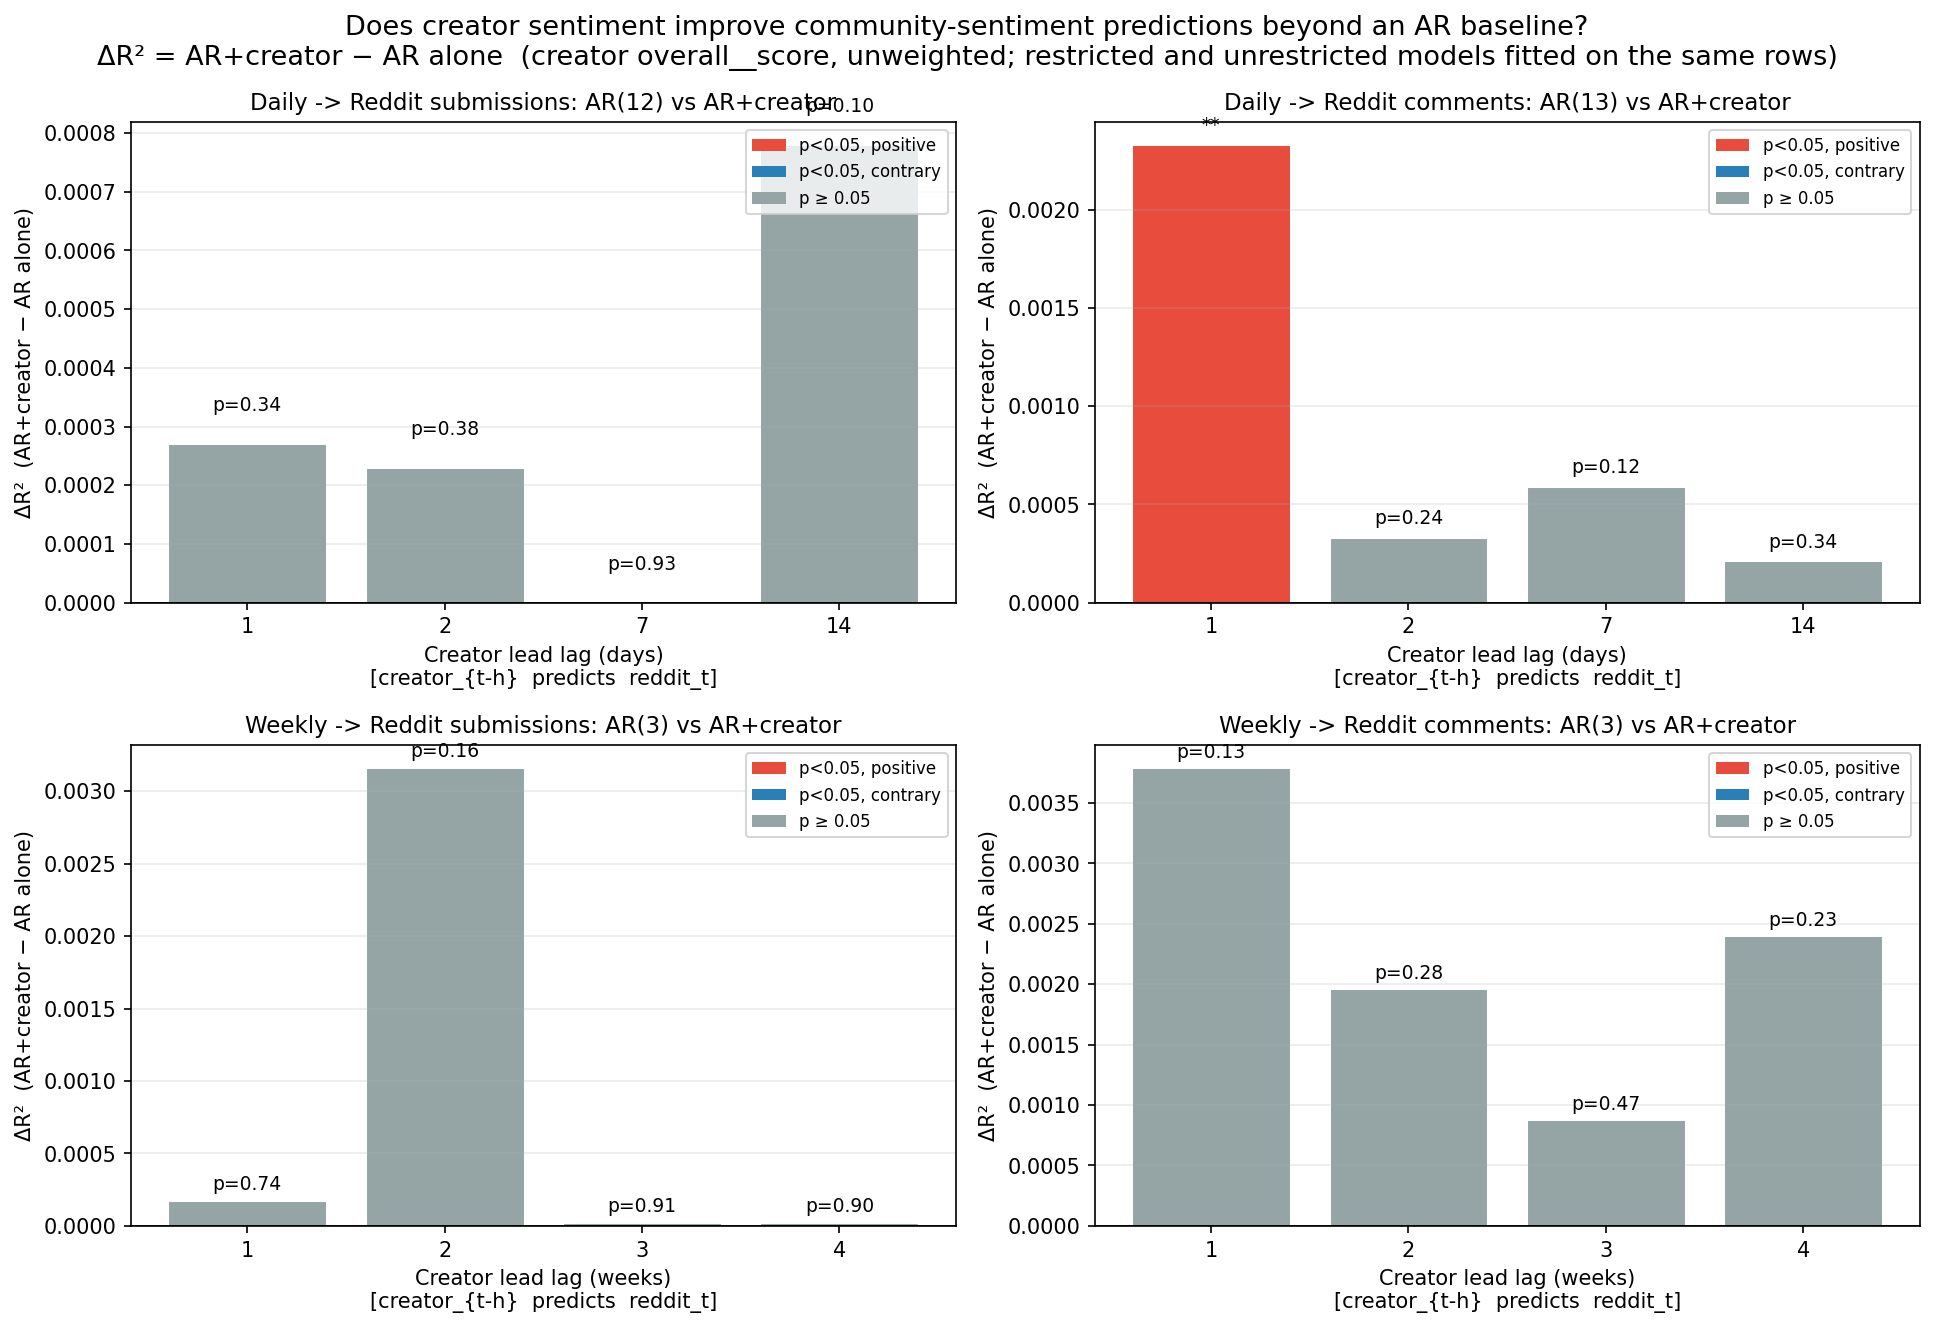 Does creator sentiment improve community-sentiment predictions beyond an AR baseline?
ΔR² = AR+creator − AR alone  (creator overall__score, unweighted; restricted and unrestricted models fitted on the same rows)
Daily -> Reddit submissions: AR(12) vs AR+creator
p=0.10
0.0008
0.0007
0.0006
0.0005
0.0004
0.0003
0.0002
0.0001
0.0000
ΔR²  (AR+creator − AR alone)
p<0.05, positive
p<0.05, contrary
p ≥ 0.05
p=0.34
p=0.38
p=0.93
1
2
7
14
Creator lead lag (days)
[creator_{t-h}  predicts  reddit_t]
Daily -> Reddit comments: AR(13) vs AR+creator
**
0.0020
0.0015
0.0010
0.0005
0.0000
ΔR²  (AR+creator − AR alone)
p<0.05, positive
p<0.05, contrary
p ≥ 0.05
p=0.24
p=0.12
p=0.34
1
2
7
14
Creator lead lag (days)
[creator_{t-h}  predicts  reddit_t]
Weekly -> Reddit submissions: AR(3) vs AR+creator
p=0.16
0.0030
0.0025
0.0020
0.0015
0.0010
0.0005
0.0000
ΔR²  (AR+creator − AR alone)
p<0.05, positive
p<0.05, contrary
p ≥ 0.05
p=0.74
p=0.91
p=0.90
1
2
3
4
Creator lead lag (weeks)
[creator_{t-h}  predicts  reddit_t]
Weekly -> Reddit comments: AR(3) vs AR+creator
p=0.13
0.0035
0.0030
0.0025
0.0020
0.0015
0.0010
0.0005
0.0000
ΔR²  (AR+creator − AR alone)
p<0.05, positive
p<0.05, contrary
p ≥ 0.05
p=0.28
p=0.47
p=0.23
1
2
3
4
Creator lead lag (weeks)
[creator_{t-h}  predicts  reddit_t]